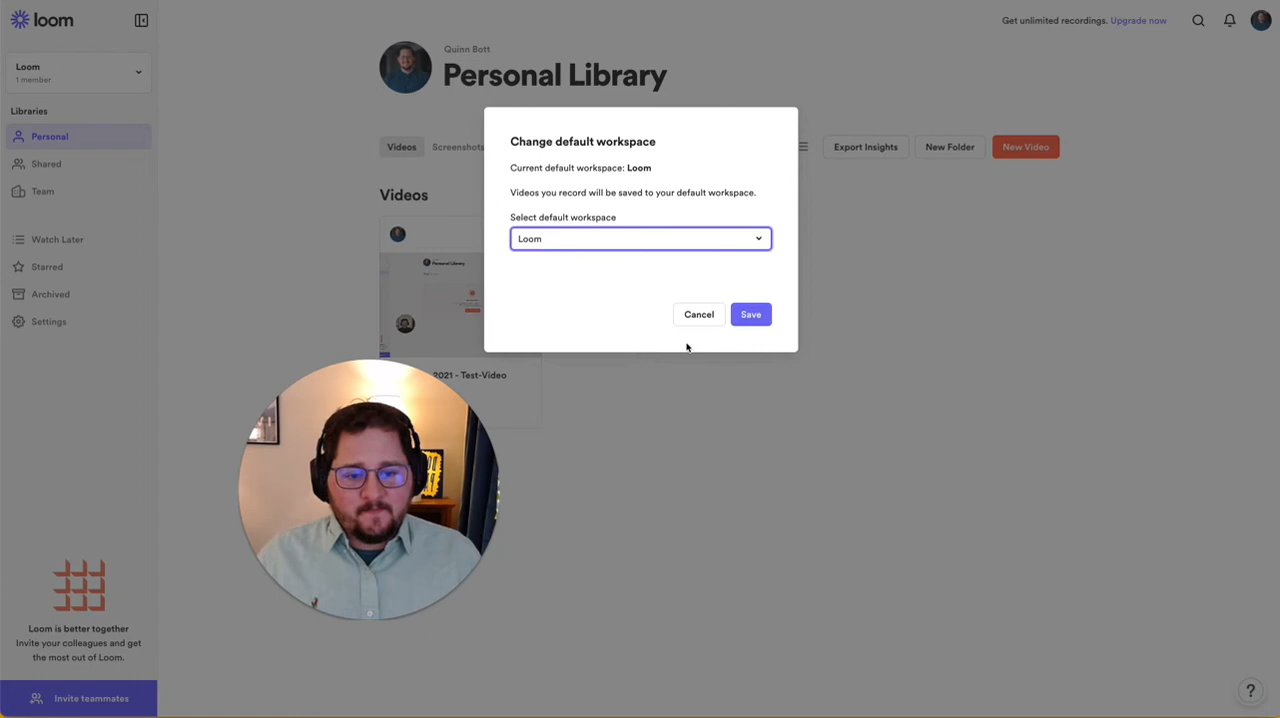 loom
Get unlimited recordings. Upgrade now
Loom
1 member
Libraries
Personal
Shared
Team
Watch Later
Starred
Archived
Settings
Loom is better together
Invite your colleagues and get
the most out of Loom.
Invite teammates
Quinn Bott
Personal Library
Videos
Screenshots
Export Insights
New Folder
New Video
Videos
Personal Library
2021 - Test-Video
Change default workspace
Current default workspace: Loom
Videos you record will be saved to your default workspace.
Select default workspace
Loom
Cancel
Save
?